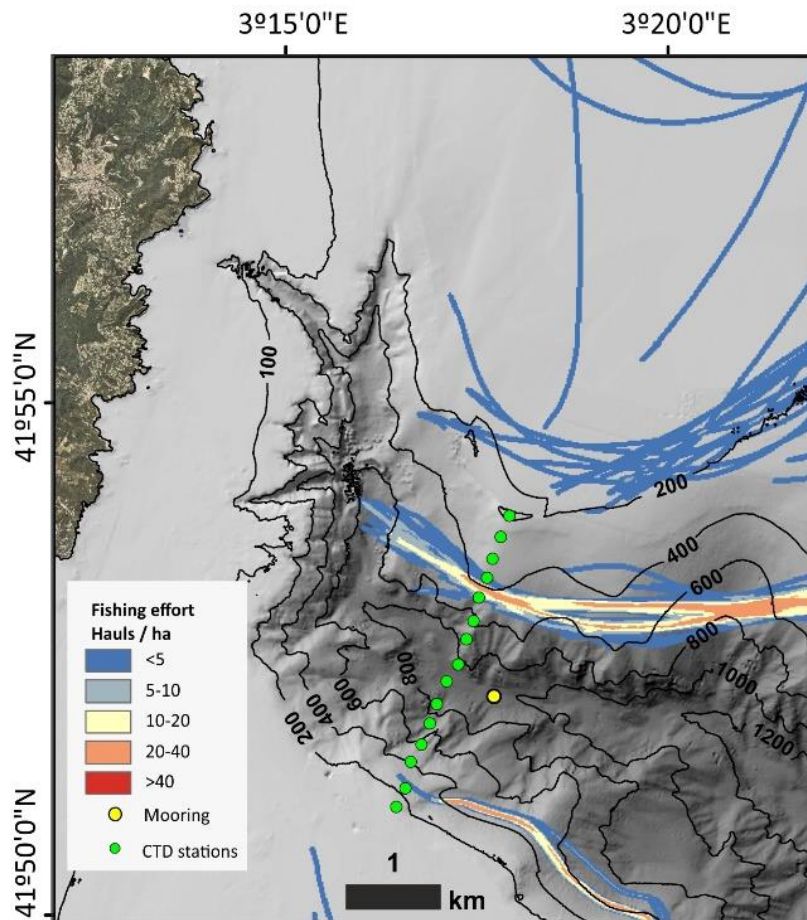 3º15'0"E
3º20'0"E
41º55'0"N
41º50'0"N
100
200
400
600
800
1000
1200
800
600
400
200
Fishing effort
Hauls / ha
<5
5-10
10-20
20-40
>40
Mooring
CTD stations
1
km